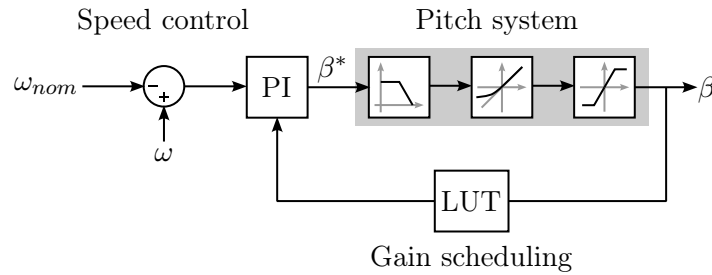 Speed control
Pitch system
ω_nom
-
+
ω
PI
β*
β
LUT
Gain scheduling